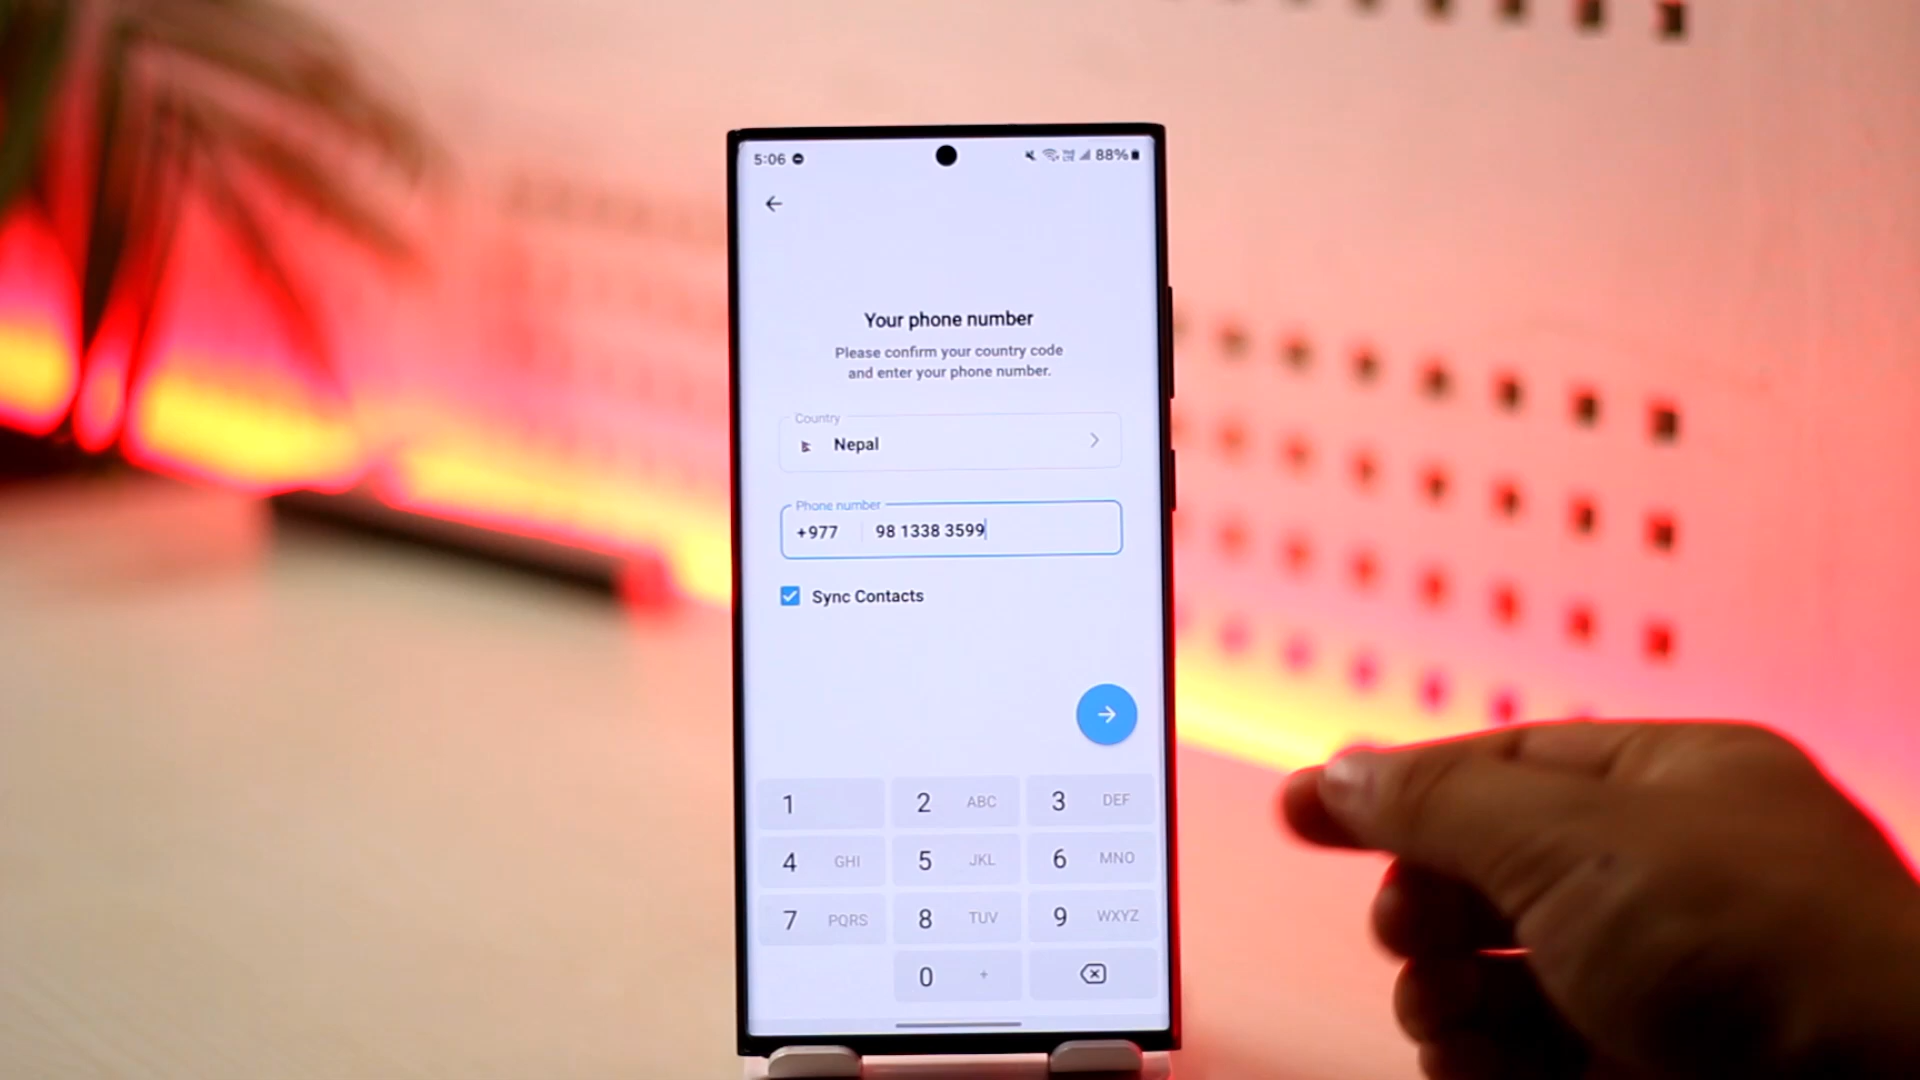 5:06 88%
Your phone number
Please confirm your country code
and enter your phone number.
Country
Nepal
Phone number
+977 98 1338 3599
Sync Contacts
1 2 ABC 3 DEF
4 GHI 5 JKL 6 MNO
7 PQRS 8 TUV 9 WXYZ
0 +